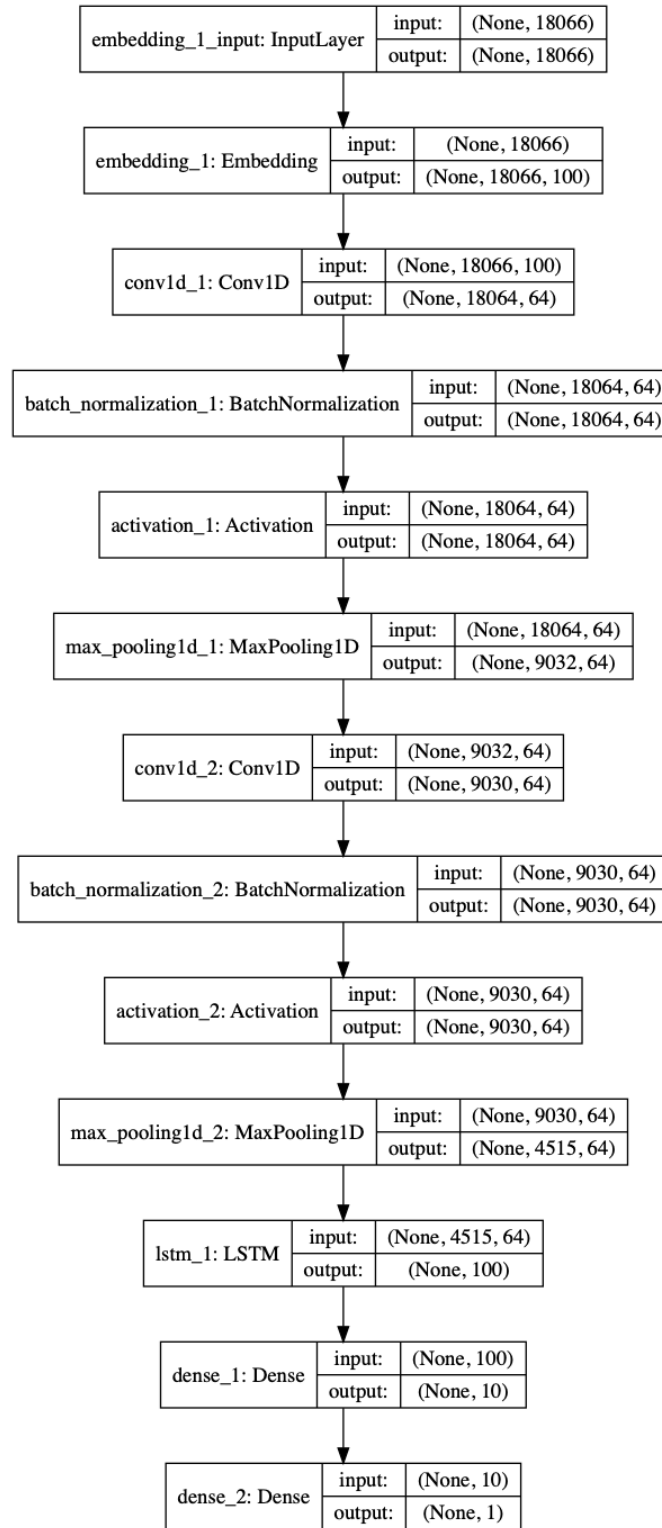 embedding_1_input: InputLayer
input: (None, 18066)
output: (None, 18066)
embedding_1: Embedding
input: (None, 18066)
output: (None, 18066, 100)
conv1d_1: Conv1D
input: (None, 18066, 100)
output: (None, 18064, 64)
batch_normalization_1: BatchNormalization
input: (None, 18064, 64)
output: (None, 18064, 64)
activation_1: Activation
input: (None, 18064, 64)
output: (None, 18064, 64)
max_pooling1d_1: MaxPooling1D
input: (None, 18064, 64)
output: (None, 9032, 64)
conv1d_2: Conv1D
input: (None, 9032, 64)
output: (None, 9030, 64)
batch_normalization_2: BatchNormalization
input: (None, 9030, 64)
output: (None, 9030, 64)
activation_2: Activation
input: (None, 9030, 64)
output: (None, 9030, 64)
max_pooling1d_2: MaxPooling1D
input: (None, 9030, 64)
output: (None, 4515, 64)
lstm_1: LSTM
input: (None, 4515, 64)
output: (None, 100)
dense_1: Dense
input: (None, 100)
output: (None, 10)
dense_2: Dense
input: (None, 10)
output: (None, 1)